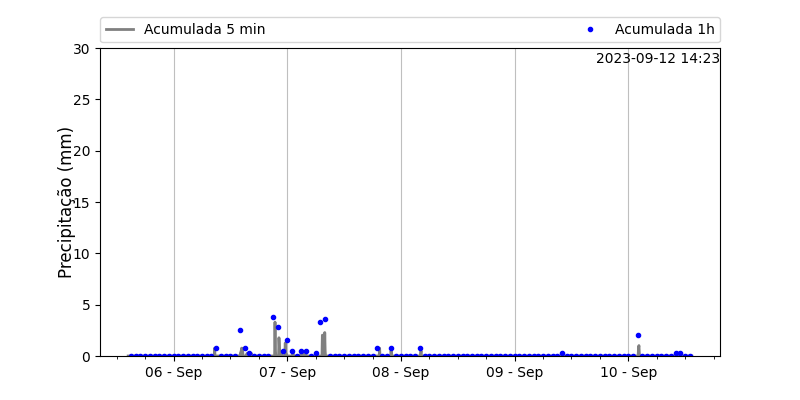 Acumulada 5 min
Acumulada 1h
2023-09-12 14:23
Precipitação (mm)
30
25
20
15
10
5
0
06 - Sep
07 - Sep
08 - Sep
09 - Sep
10 - Sep